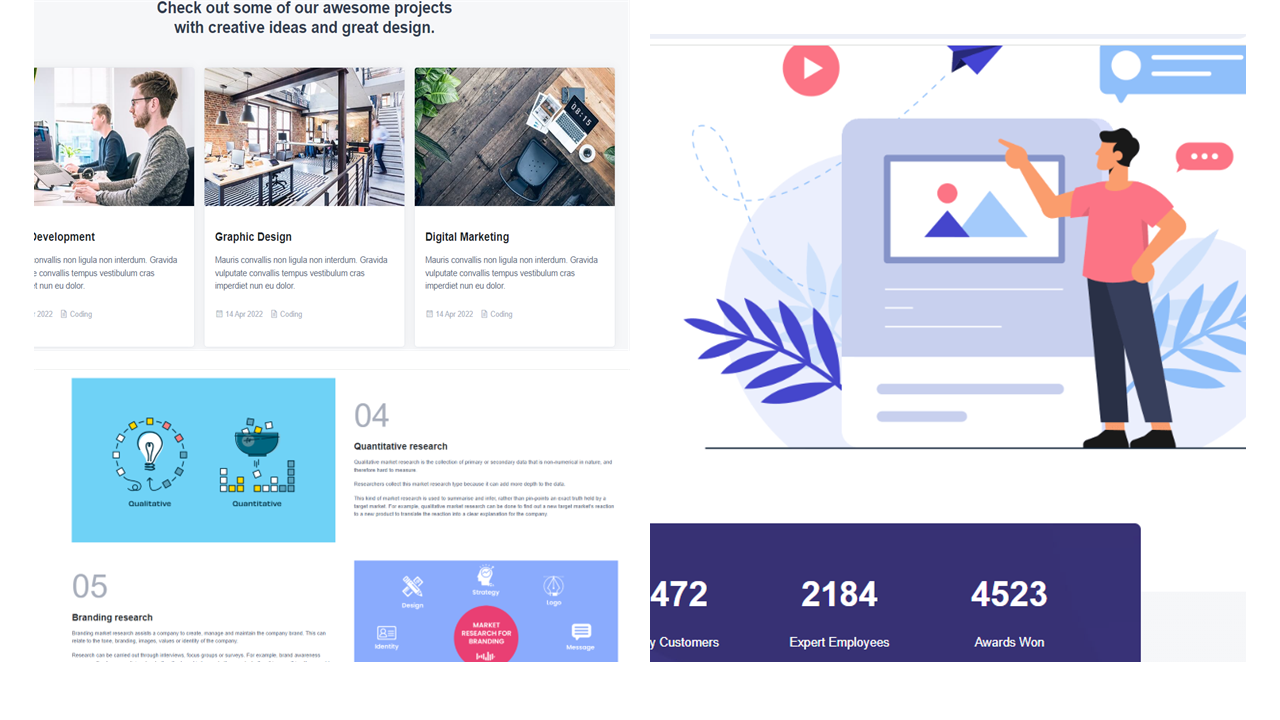 Check out some of our awesome projects
with creative ideas and great design.
08:15
Development
convallis non ligula non interdum. Gravida
convallis tempus vestibulum cras
non eu dolor.
2022 Coding
Graphic Design
Mauris convallis non ligula non interdum. Gravida
vulputate convallis tempus vestibulum cras
imperdiet nun eu dolor.
14 Apr 2022 Coding
Digital Marketing
Mauris convallis non ligula non interdum. Gravida
vulputate convallis tempus vestibulum cras
imperdiet nun eu dolor.
14 Apr 2022 Coding
Qualitative
Quantitative
04
Quantitative research
Qualitative market research is the collection of primary or secondary data that is non-numerical in nature, and
therefore hard to measure.
Researchers collect this market research type because it can add more depth to the data.
This kind of market research is used to summarise and infer, rather than pin-points an exact truth held by a
target market. For example, qualitative market research can be done to find out a new target market's reaction
to a new product to translate the reaction into a clear explanation for the company.
05
Branding research
Branding market research assists a company to create, manage and maintain the company brand. This can
relate to the tone, branding, images, values or identity of the company.
Research can be carried out through interviews, focus groups or surveys. For example, brand awareness
Design
Strategy
Logo
Identity
MARKET
RESEARCH FOR
BRANDING
Message
472
y Customers
2184
Expert Employees
4523
Awards Won